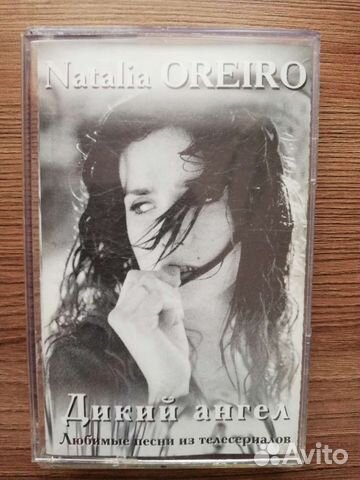 Natalia OREIRO
Дикий ангел
Любимые песни из телесериалов
Avito